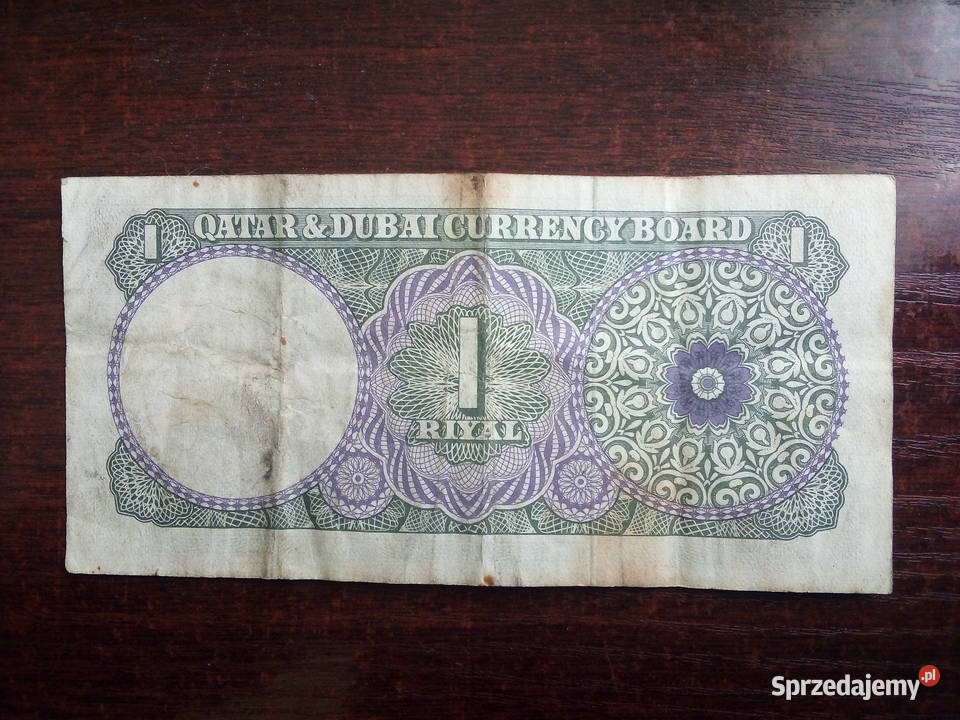 QATAR & DUBAI CURRENCY BOARD
1 1
1
RIYAL
Sprzedajemy.pl